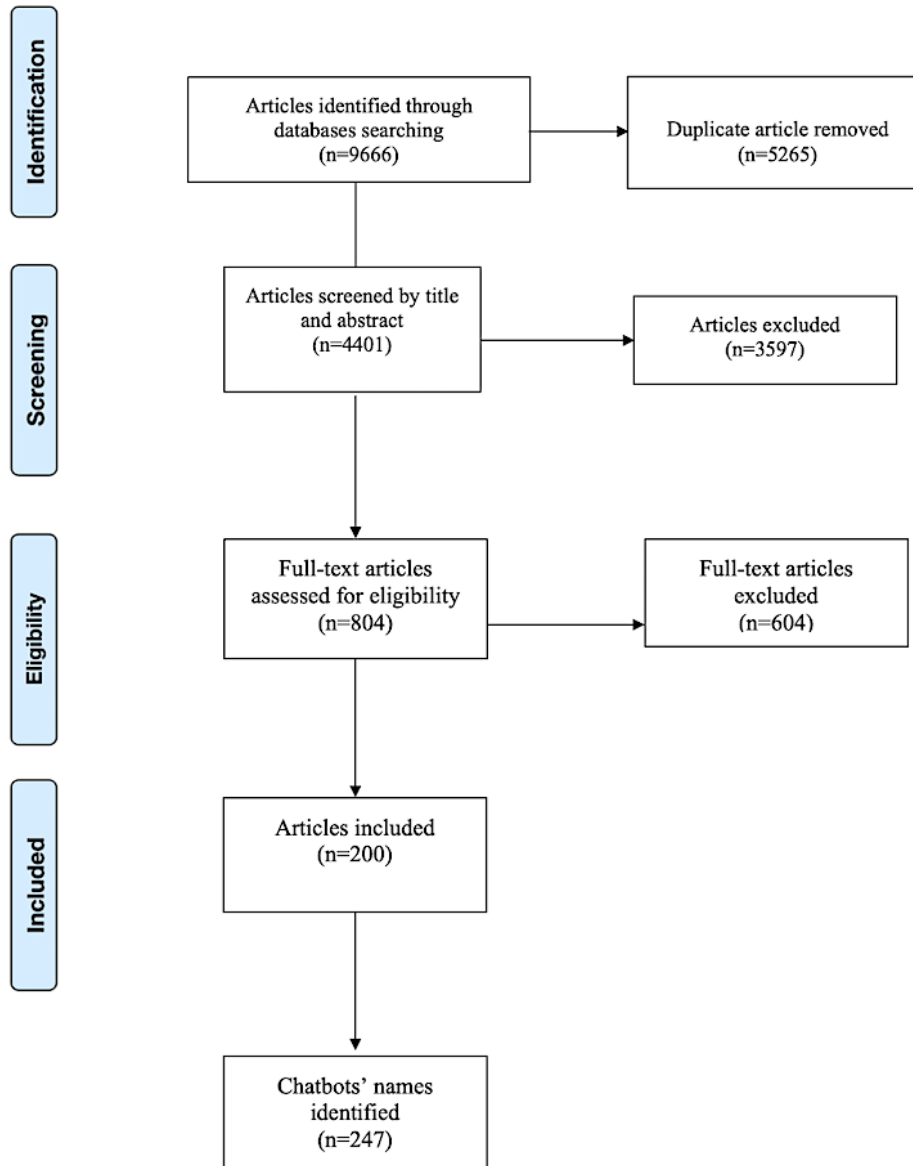 Identification
Articles identified through
databases searching
(n=9666)
Duplicate article removed
(n=5265)
Screening
Articles screened by title
and abstract
(n=4401)
Articles excluded
(n=3597)
Eligibility
Full-text articles
assessed for eligibility
(n=804)
Full-text articles
excluded
(n=604)
Included
Articles included
(n=200)
Chatbots’ names
identified
(n=247)